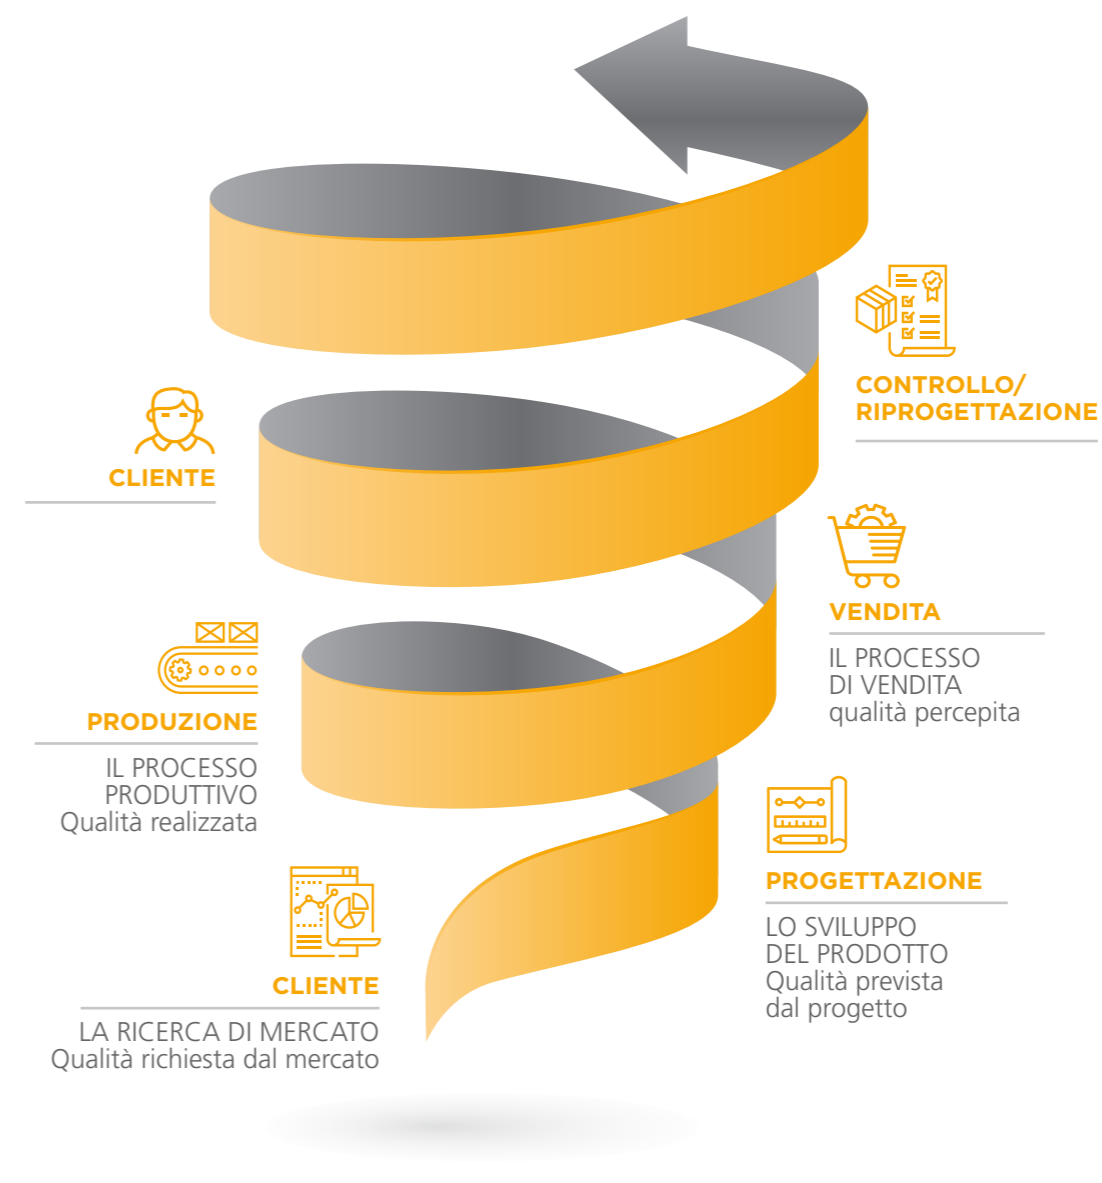 CONTROLLO/
RIPROGETTAZIONE
CLIENTE
VENDITA
IL PROCESSO
DI VENDITA
qualità percepita
PRODUZIONE
IL PROCESSO
PRODUTTIVO
Qualità realizzata
PROGETTAZIONE
LO SVILUPPO
DEL PRODOTTO
Qualità prevista
dal progetto
CLIENTE
LA RICERCA DI MERCATO
Qualità richiesta dal mercato